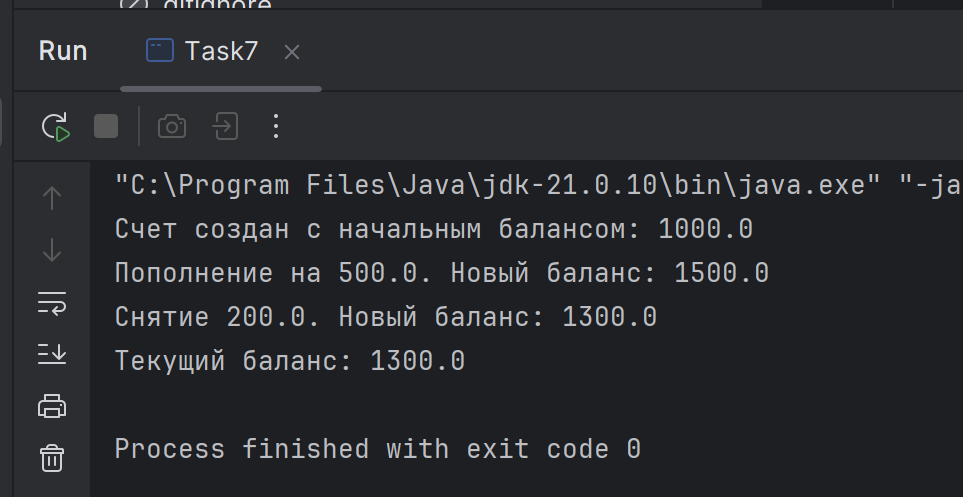 .gitignore
Run Task7
"C:\Program Files\Java\jdk-21.0.10\bin\java.exe" "-ja
Счет создан с начальным балансом: 1000.0
Пополнение на 500.0. Новый баланс: 1500.0
Снятие 200.0. Новый баланс: 1300.0
Текущий баланс: 1300.0
Process finished with exit code 0